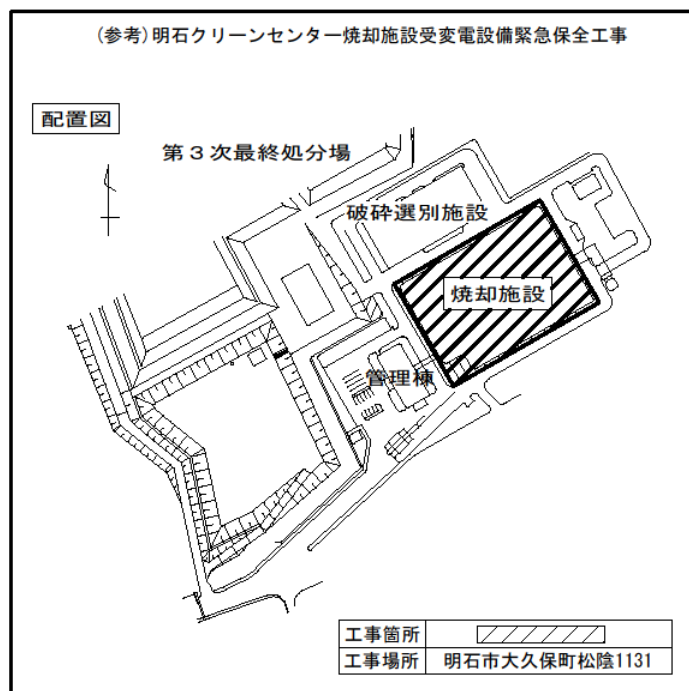 (参考)明石クリーンセンター焼却施設受変電設備緊急保全工事
配置図
第3次最終処分場
破砕選別施設
焼却施設
管理棟
工事箇所
工事場所 明石市大久保町松陰1131